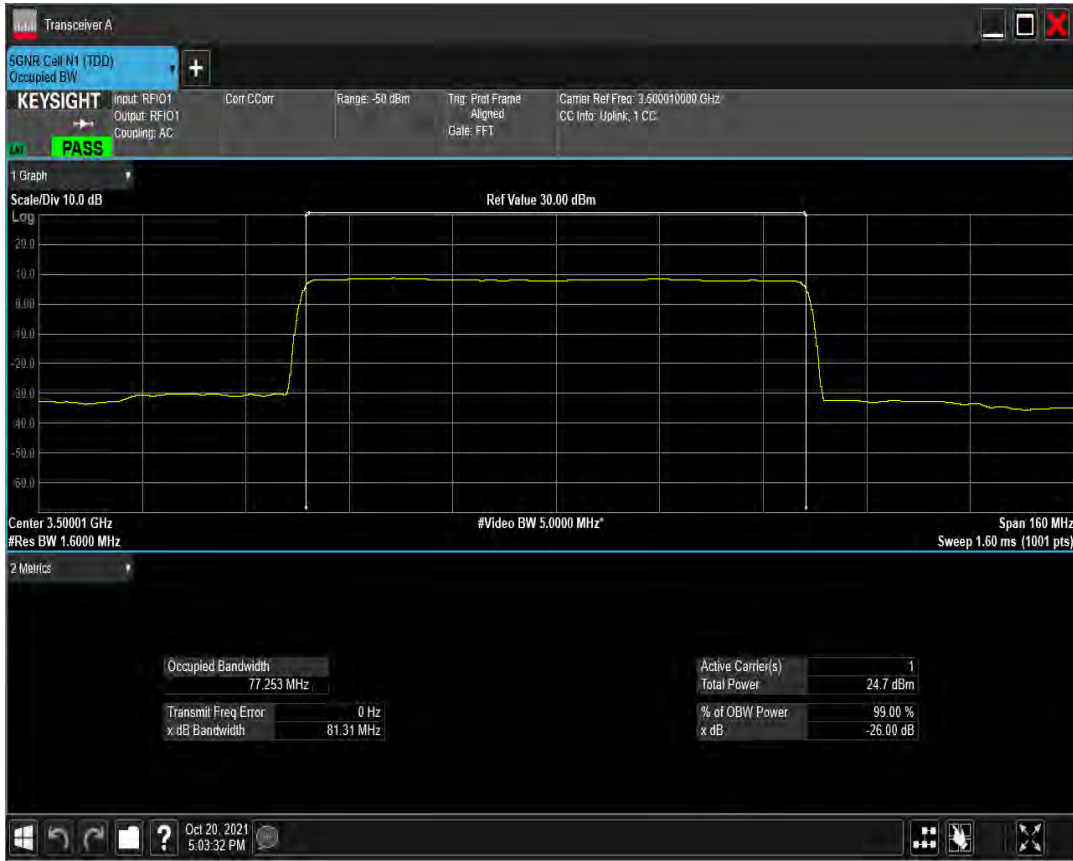 Transceiver A
5GNR Cell N1 (TDD)
Occupied BW
KEYSIGHT
Input: RFIO1
Output: RFIO1
Coupling: AC
Corr CCorr
Range: -50 dBm
Trig: Prot Frame
Aligned
Gate: FFT
Carrier Ref Freq: 3.500010000 GHz
CC Info: Uplink, 1 CC
PASS
1 Graph
Scale/Div 10.0 dB
Ref Value 30.00 dBm
Log
20.0
10.0
0.00
-10.0
-20.0
-30.0
-40.0
-50.0
-60.0
Center 3.50001 GHz
#Video BW 5.0000 MHz*
Span 160 MHz
#Res BW 1.6000 MHz
Sweep 1.60 ms (1001 pts)
2 Metrics
Occupied Bandwidth
77.253 MHz
Active Carrier(s) 1
Total Power 24.7 dBm
Transmit Freq Error 0 Hz
x dB Bandwidth 81.31 MHz
% of OBW Power 99.00 %
x dB -26.00 dB
?
Oct 20, 2021
5:03:32 PM